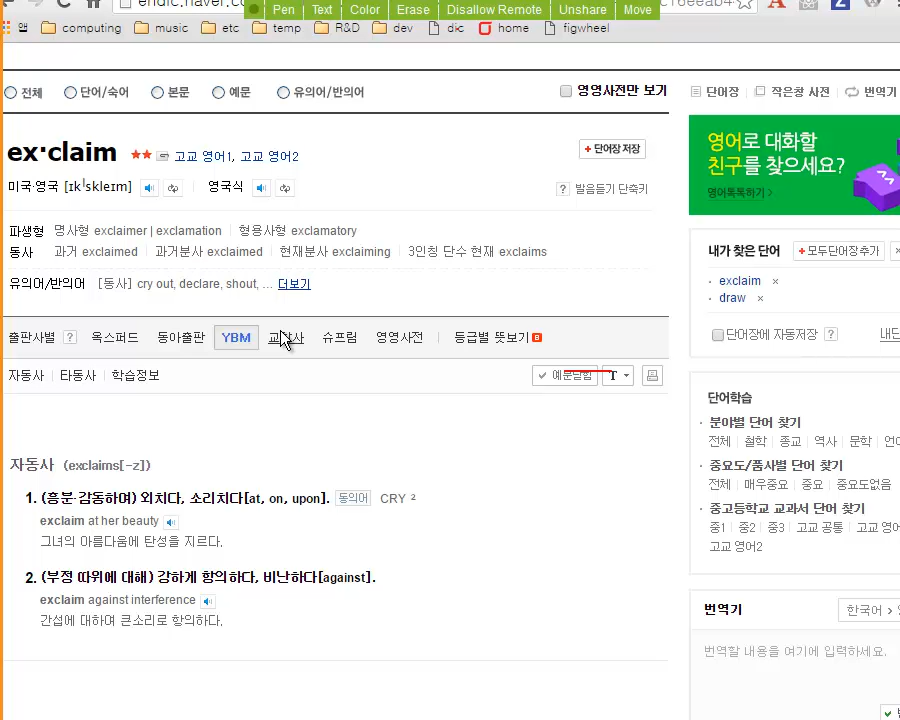 endic.naver.co
Pen Text Color Erase Disallow Remote Unshare Move
앱 computing music etc temp R&D dev dic home figwheel
전체 단어/숙어 본문 예문 유의어/반의어 영영사전만 보기
단어장 작은창 사전 번역기
ex·claim ★★ 고교 영어1, 고교 영어2 + 단어장 저장
미국·영국 [ɪkˈskleɪm] 영국식 ? 발음듣기 단축키
파생형 명사형 exclaimer | exclamation 형용사형 exclamatory
동사 과거 exclaimed 과거분사 exclaimed 현재분사 exclaiming 3인칭 단수 현재 exclaims
유의어/반의어 [동사] cry out, declare, shout, ... 더보기
출판사별 ? 옥스퍼드 동아출판 YBM 슈프림 영영사전 등급별 뜻보기
자동사 타동사 학습정보 예문닫힘 T
자동사 (exclaims[-z])
1. (흥분·감동하여) 외치다, 소리치다[at, on, upon]. 동의어 CRY 2
exclaim at her beauty
그녀의 아름다움에 탄성을 지르다.
2. (부정 따위에 대해) 강하게 항의하다, 비난하다[against].
exclaim against interference
간섭에 대하여 큰소리로 항의하다.
영어로 대화할
친구를 찾으세요?
영어톡톡하기 >
내가 찾은 단어 + 모두단어장추가 ×
· exclaim ×
· draw ×
단어장에 자동저장 ? 내단
단어학습
· 분야별 단어 찾기
전체 철학 종교 역사 문학 언어
· 중요도/품사별 단어 찾기
전체 매우중요 중요 중요도없음
· 중고등학교 교과서 단어 찾기
중1 중2 중3 고교 공통 고교 영어
고교 영어2
번역기 한국어 >
번역할 내용을 여기에 입력하세요.